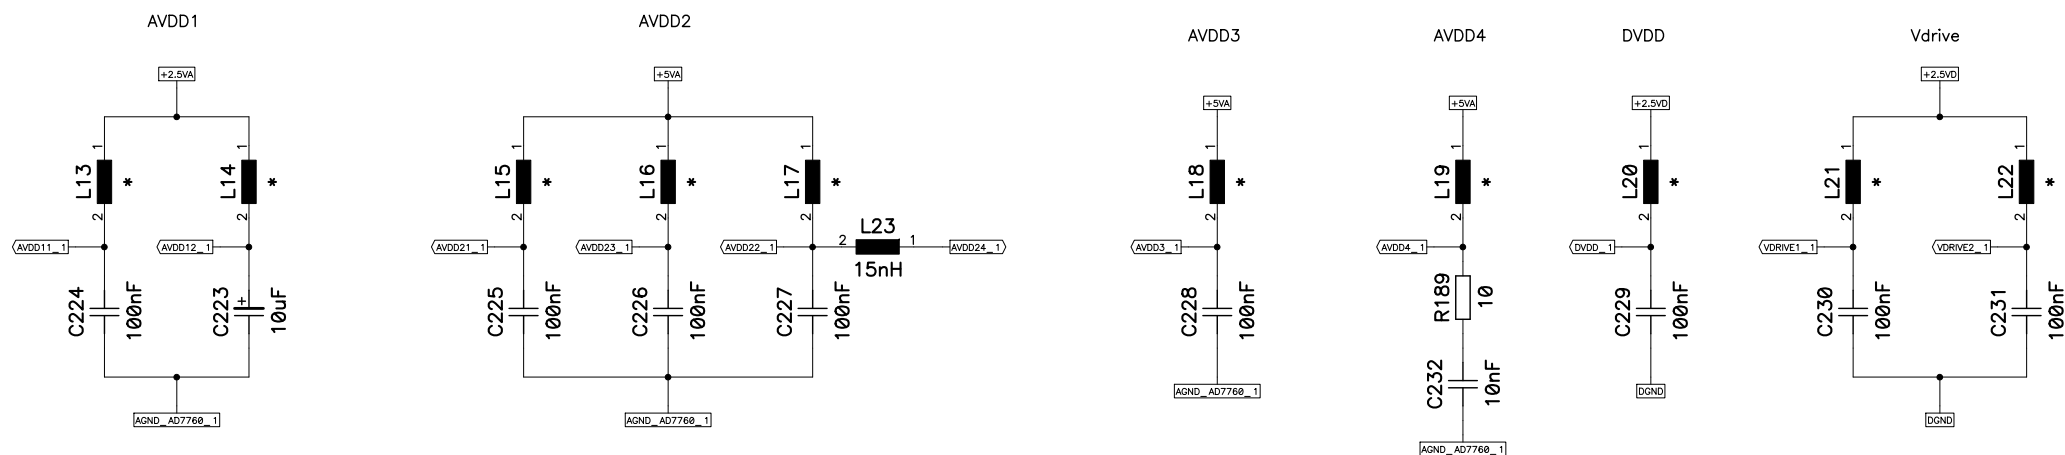 AVDD1
+2.5VA
1
L13
*
2
AVDD11_1
C224
100nF
1
L14
*
2
AVDD12_1
+
C223
10uF
AGND_AD7760_1
AVDD2
+5VA
1
L15
*
2
AVDD21_1
C225
100nF
1
L16
*
2
AVDD23_1
C226
100nF
1
L17
*
2
AVDD22_1
C227
100nF
L23
2
1
15nH
AVDD24_1
AGND_AD7760_1
AVDD3
+5VA
1
L18
*
2
AVDD3_1
C228
100nF
AGND_AD7760_1
AVDD4
+5VA
1
L19
*
2
AVDD4_1
R189
10
C232
10nF
AGND_AD7760_1
DVDD
+2.5VD
1
L20
*
2
DVDD_1
C229
100nF
DGND
Vdrive
+2.5VD
1
L21
*
2
VDRIVE1_1
C230
100nF
1
L22
*
2
VDRIVE2_1
C231
100nF
DGND